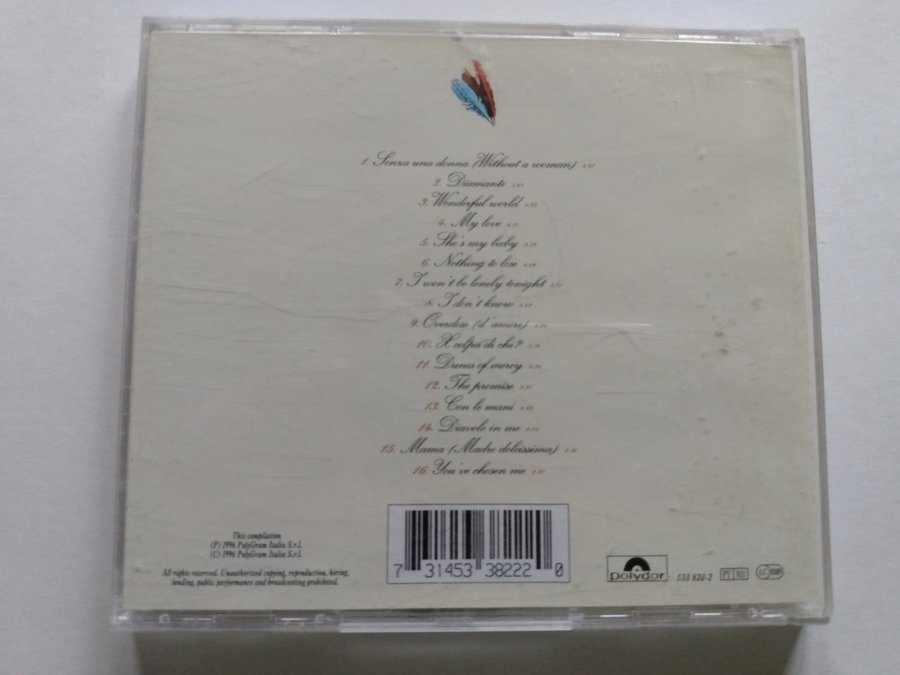 1. Senza una donna (Without a woman)
2. Diamante
3. Wonderful world
4. My love
5. She's my baby
6. Nothing to lose
7. I won't be lonely tonight
8. I don't know
9. Overdose (d'amore)
10. X colpa di chi?
11. Dunes of mercy
12. The promise
13. Con le mani
14. Diavolo in me
15. Mama (Madre dolcissima)
16. You've chosen me
This compilation
(P) 1996 PolyGram Italia S.r.l.
(C) 1996 PolyGram Italia S.r.l.
All rights reserved. Unauthorized copying, reproduction, hiring,
lending, public performance and broadcasting prohibited.
7 31453 38222 0
polydor
533 822-2